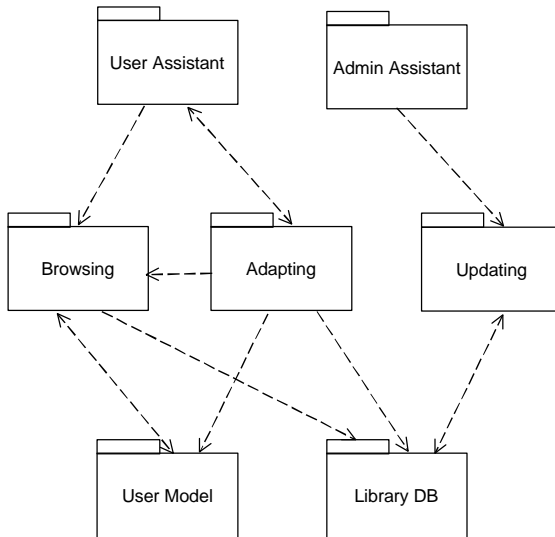 User Assistant
Admin Assistant
Browsing
Adapting
Updating
User Model
Library DB